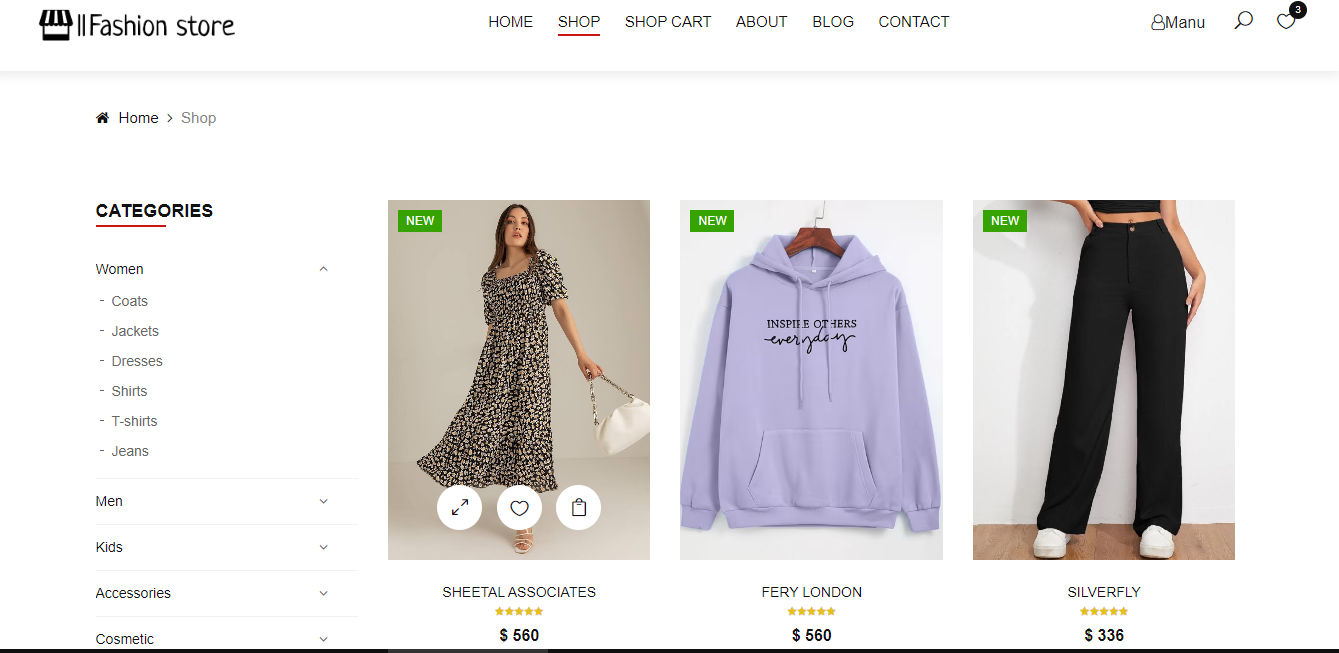 ||Fashion store
HOME
SHOP
SHOP CART
ABOUT
BLOG
CONTACT
Manu
3
Home > Shop
CATEGORIES
Women
- Coats
- Jackets
- Dresses
- Shirts
- T-shirts
- Jeans
Men
Kids
Accessories
Cosmetic
NEW
SHEETAL ASSOCIATES
$ 560
NEW
INSPIRE OTHERS
everyday
FERY LONDON
$ 560
NEW
SILVERFLY
$ 336